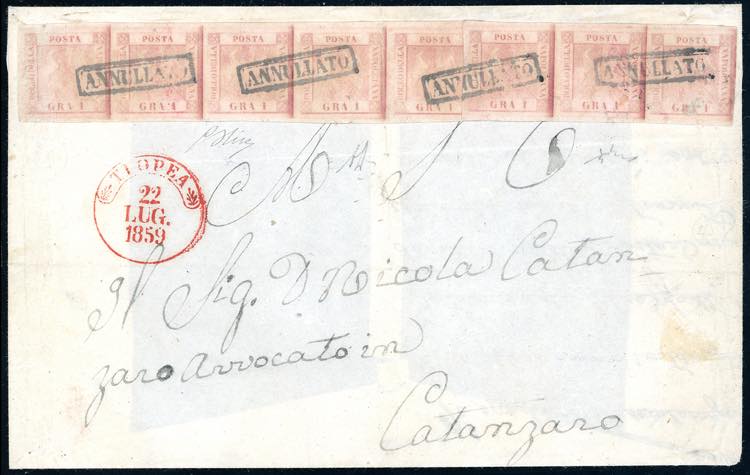 POSTA POSTA POSTA POSTA POSTA POSTA POSTA POSTA
ANNULLATO ANNULLATO ANNULLATO ANNULLATO
GRA 1 GRA 1 GRA 1 GRA 1 GRA 1 GRA 1 GRA 1 GRA 1
TROPEA
22
LUG.
1859
Il Sig. D Nicola Catan
zaro Avvocato in
Catanzaro